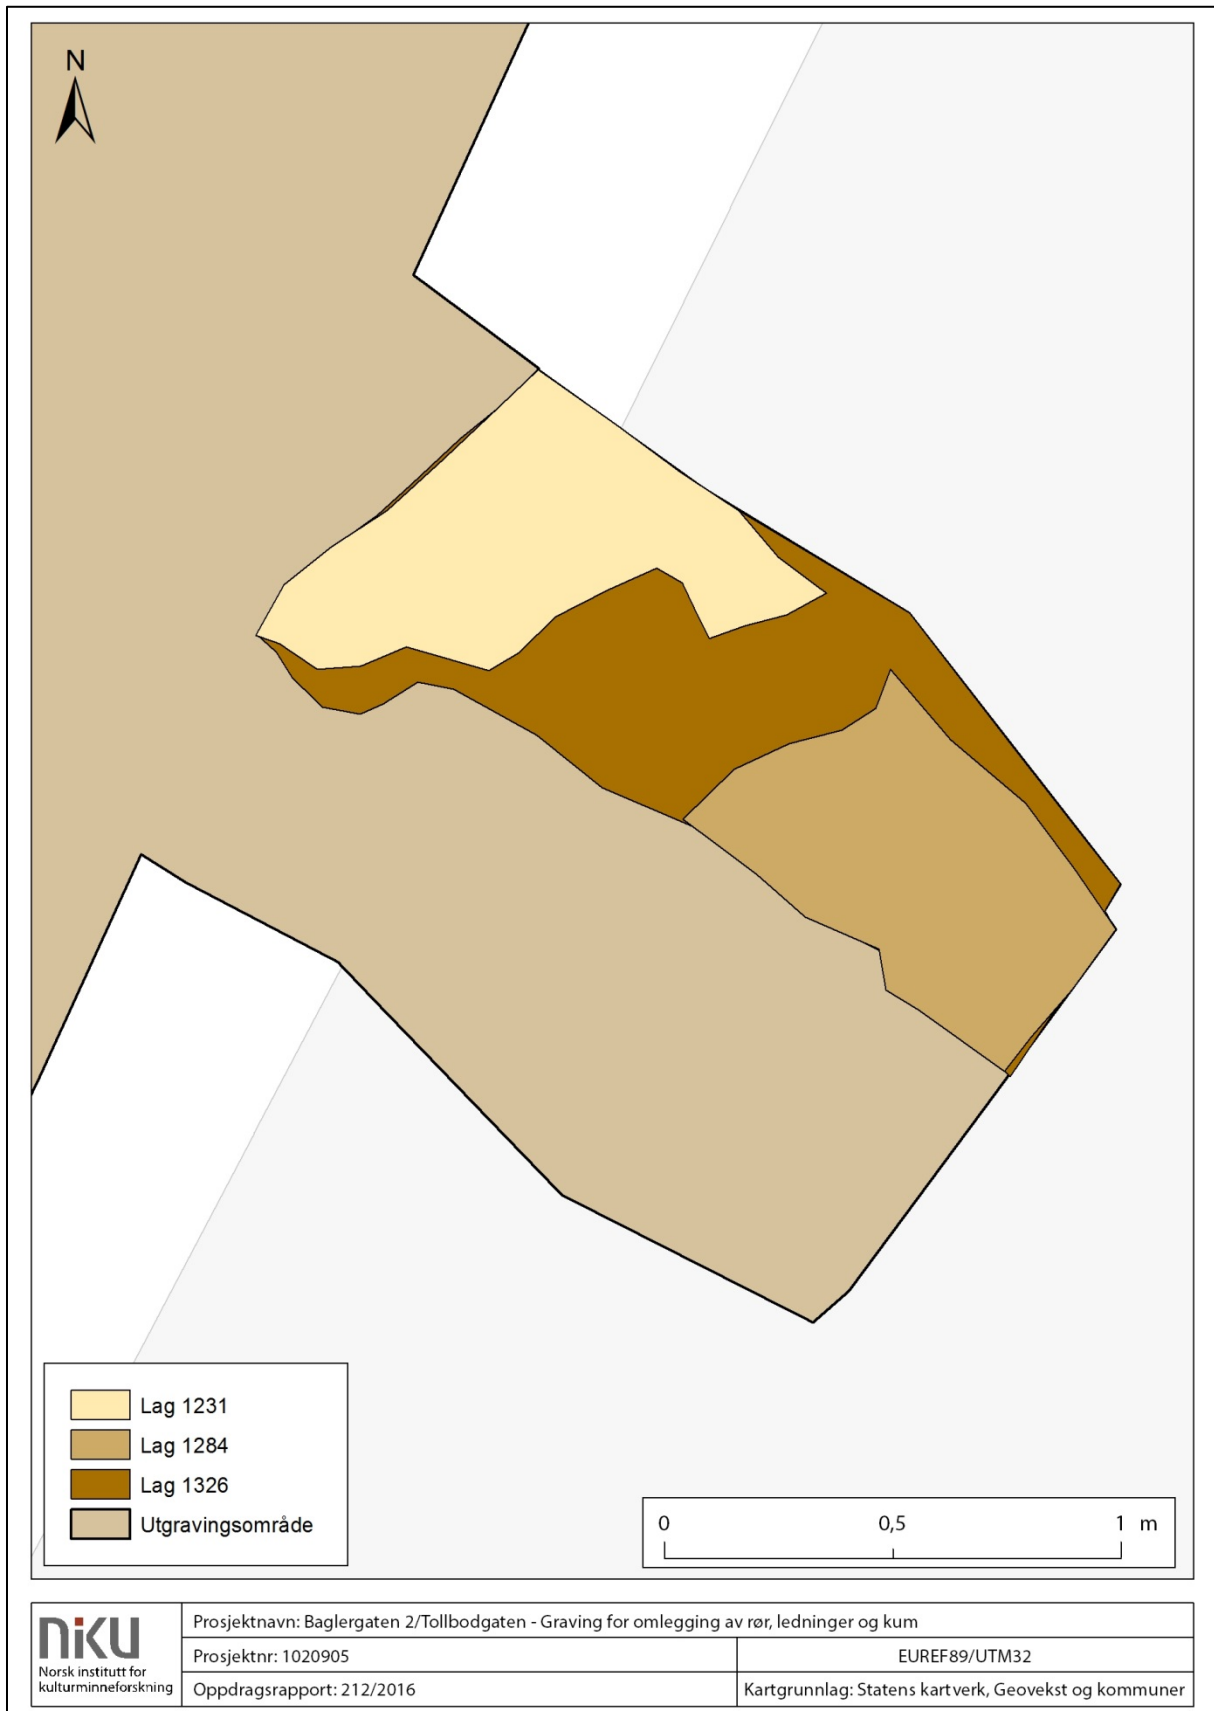 N
Lag 1231
Lag 1284
Lag 1326
Utgravingsområde
0 0,5 1 m
niku
Norsk institutt for
kulturminneforskning
Prosjektnavn: Baglergaten 2/Tollbodgaten - Graving for omlegging av rør, ledninger og kum
Prosjektnr: 1020905
EUREF89/UTM32
Oppdragsrapport: 212/2016
Kartgrunnlag: Statens kartverk, Geovekst og kommuner